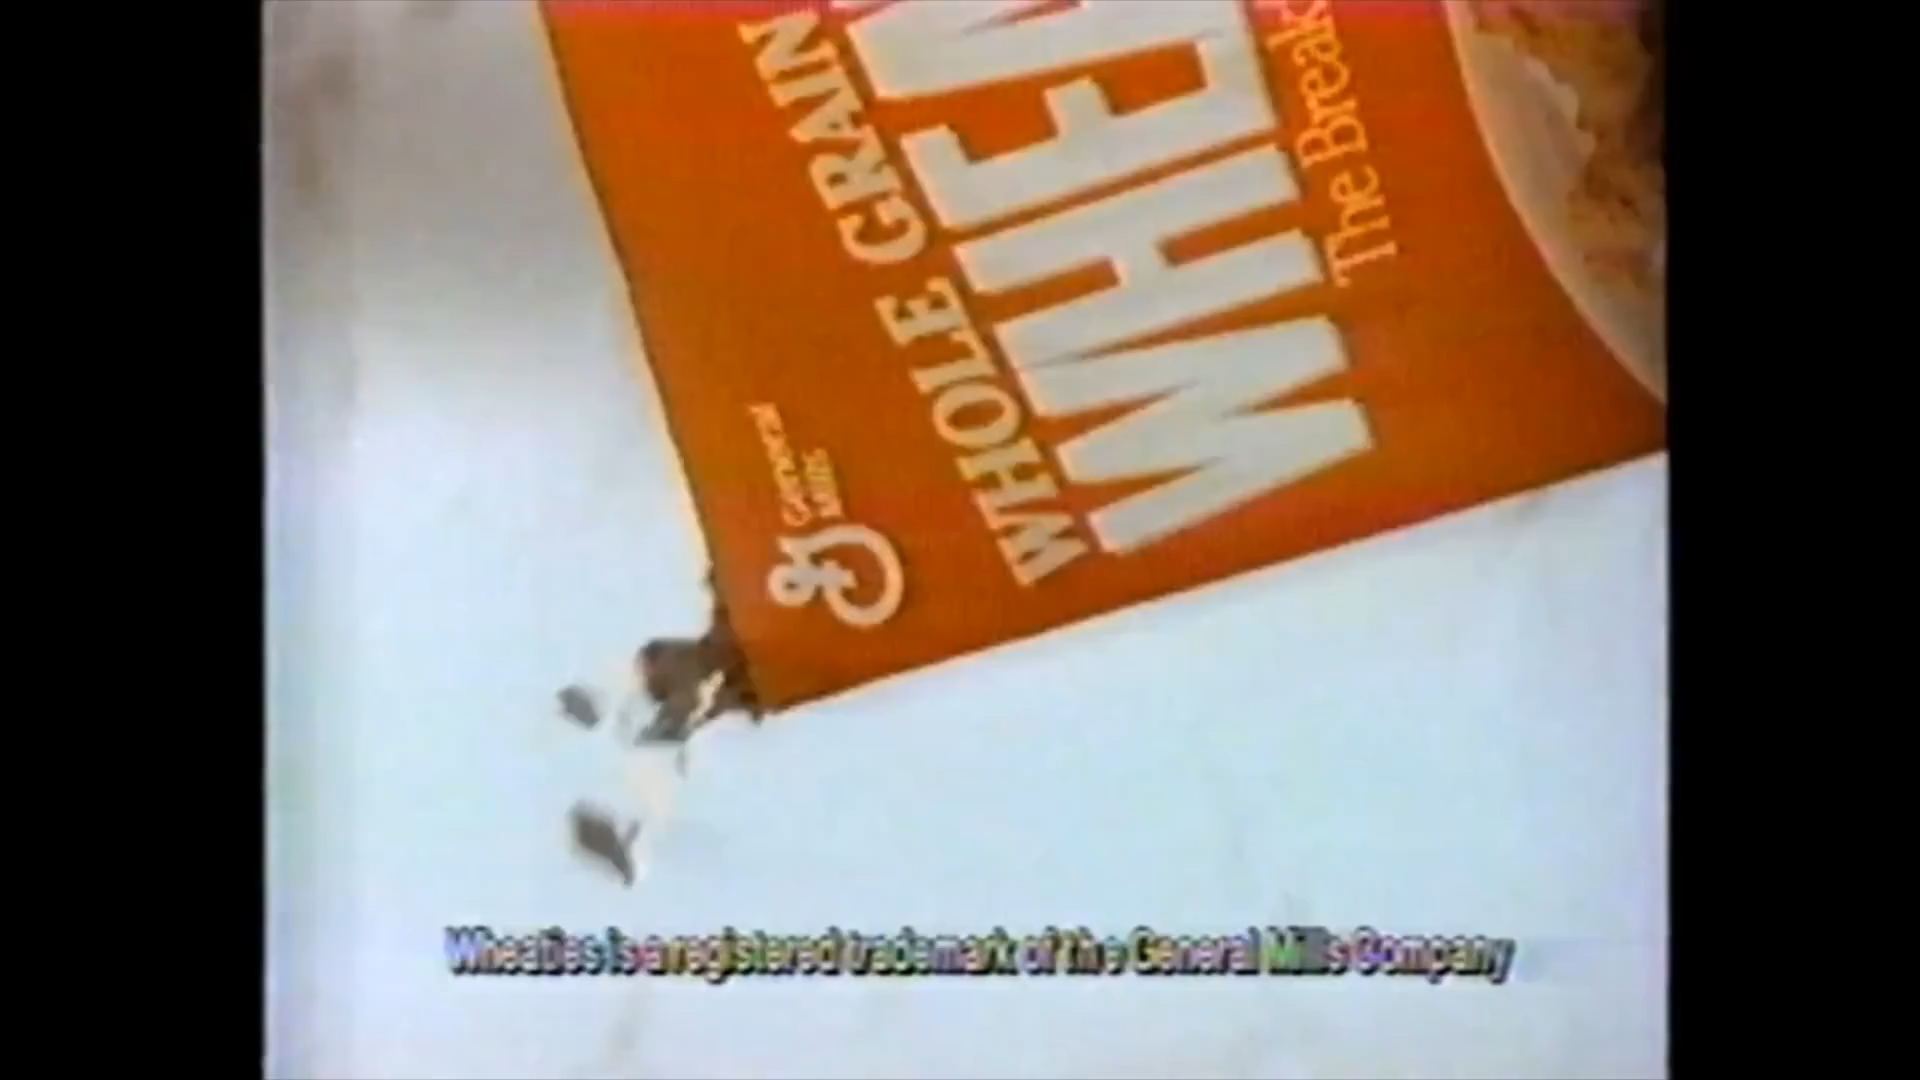 WHOLE GRAIN
WHEA
The Break
General
Mills
G
Wheaties is a registered trademark of the General Mills Company